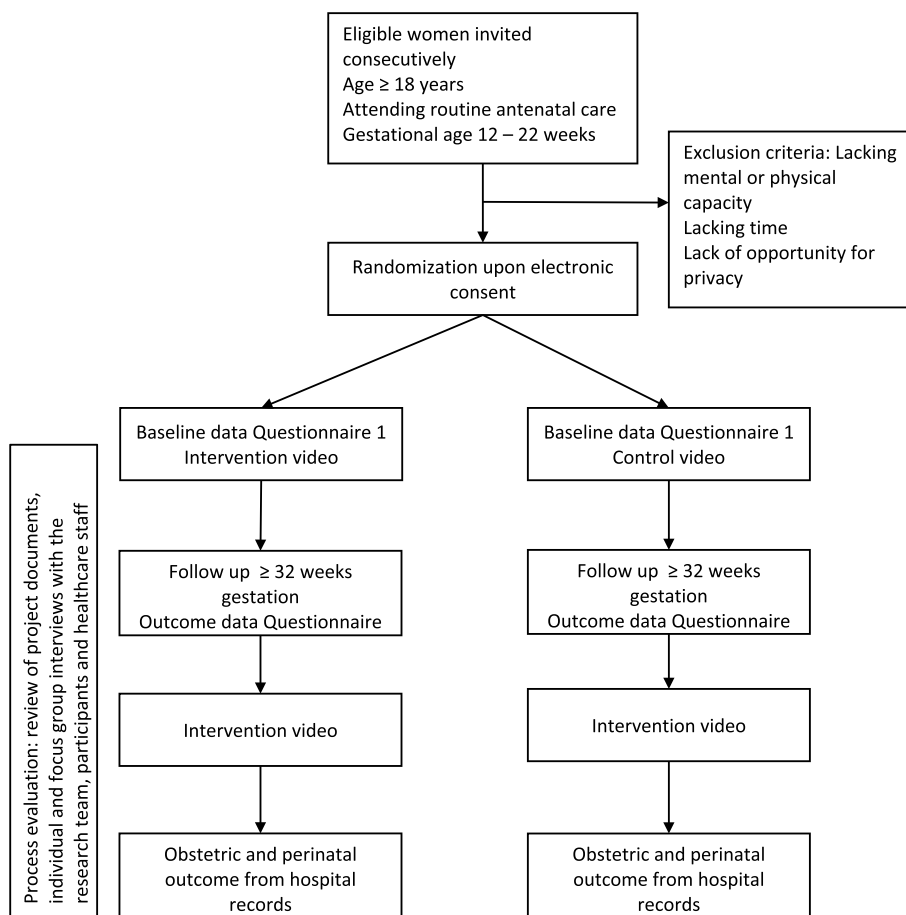 Eligible women invited
consecutively
Age ≥ 18 years
Attending routine antenatal care
Gestational age 12 – 22 weeks
Exclusion criteria: Lacking
mental or physical
capacity
Lacking time
Lack of opportunity for
privacy
Randomization upon electronic
consent
Baseline data Questionnaire 1
Intervention video
Baseline data Questionnaire 1
Control video
Process evaluation: review of project documents,
individual and focus group interviews with the
research team, participants and healthcare staff
Follow up ≥ 32 weeks
gestation
Outcome data Questionnaire
Follow up ≥ 32 weeks
gestation
Outcome data Questionnaire
Intervention video
Intervention video
Obstetric and perinatal
outcome from hospital
records
Obstetric and perinatal
outcome from hospital
records